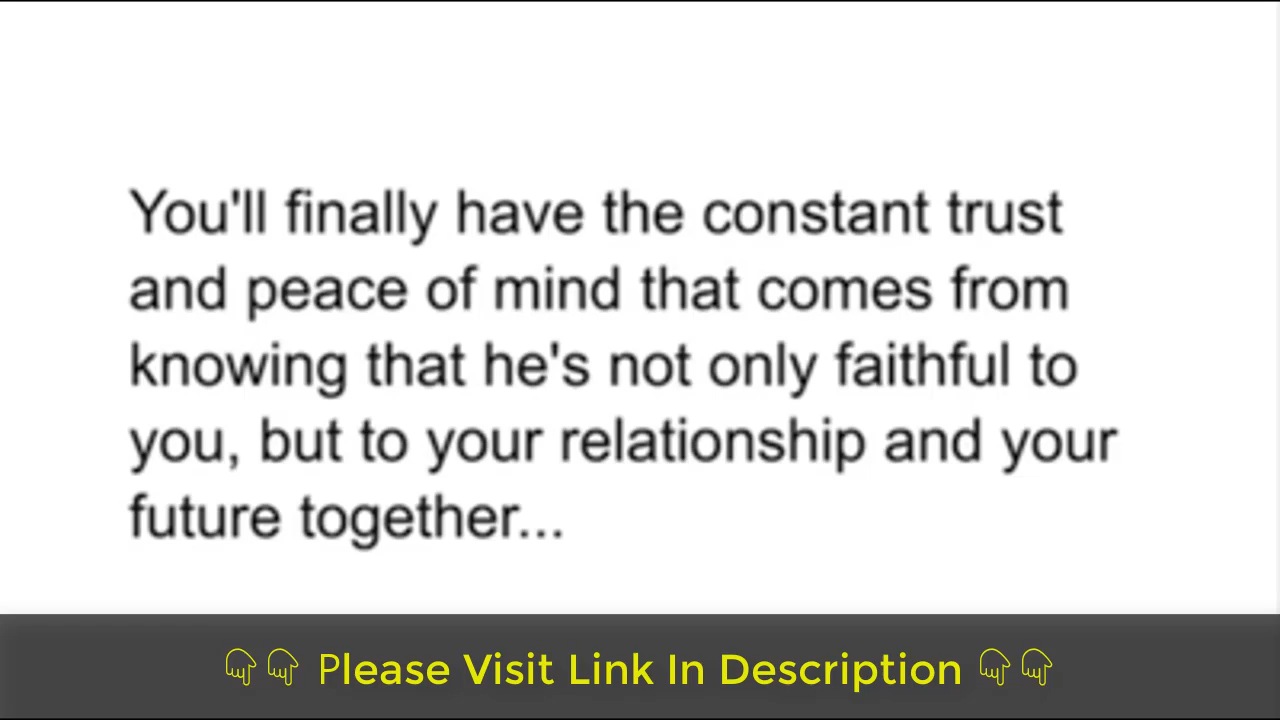 You'll finally have the constant trust
and peace of mind that comes from
knowing that he's not only faithful to
you, but to your relationship and your
future together...
👇👇 Please Visit Link In Description 👇👇